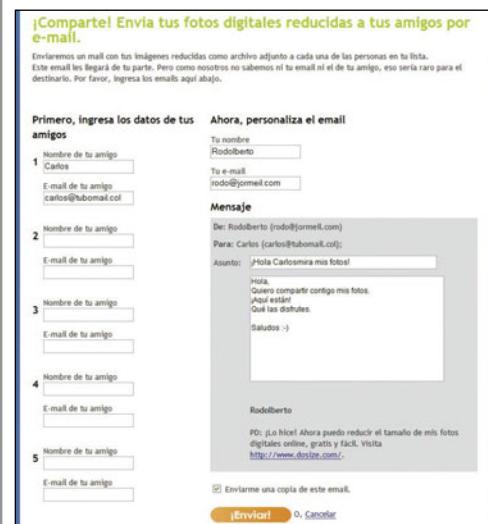 ¡Comparte! Envia tus fotos digitales reducidas a tus amigos por
e-mail.
Enviaremos un mail con tus imágenes reducidas como archivo adjunto a cada una de las personas en tu lista.
Este email les llegará de tu parte. Pero como nosotros no sabemos ni tu email ni el de tu amigo, eso sería raro para el
destinario. Por favor, ingresa los emails aquí abajo.
Primero, ingresa los datos de tus
amigos
1 Nombre de tu amigo
Carlos
E-mail de tu amigo
carlos@tubomail.col
2 Nombre de tu amigo
E-mail de tu amigo
3 Nombre de tu amigo
E-mail de tu amigo
4 Nombre de tu amigo
E-mail de tu amigo
5 Nombre de tu amigo
E-mail de tu amigo
Ahora, personaliza el email
Tu nombre
Rodolberto
Tu e-mail
rodo@jormeil.com
Mensaje
De: Rodolberto (rodo@jormeil.com)
Para: Carlos (carlos@tubomail.col);
Asunto: ¡Hola Carlosmira mis fotos!
Hola,
Quiero compartir contigo mis fotos.
¡Aquí están!
Qué las disfrutes.
Saludos :-)
Rodolberto
PD: ¡Lo hice! Ahora puedo reducir el tamaño de mis fotos
digitales online, gratis y fácil. Visita
http://www.dosize.com/.
Enviarme una copia de este email.
¡Enviar! O, Cancelar